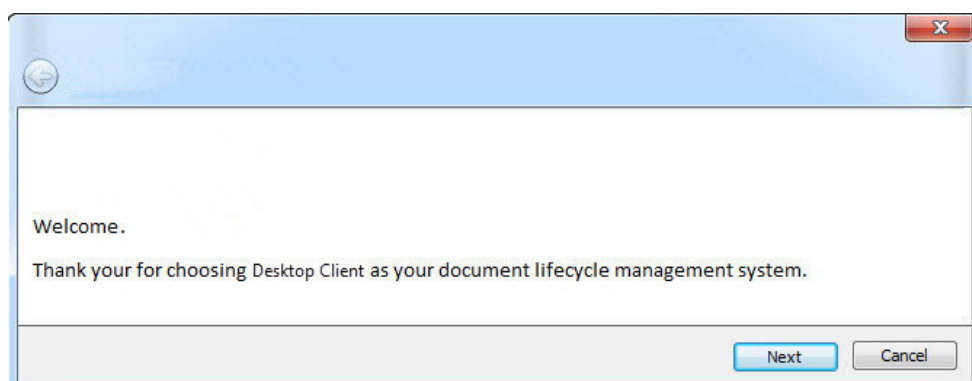 Welcome.
Thank your for choosing Desktop Client as your document lifecycle management system.
Next Cancel